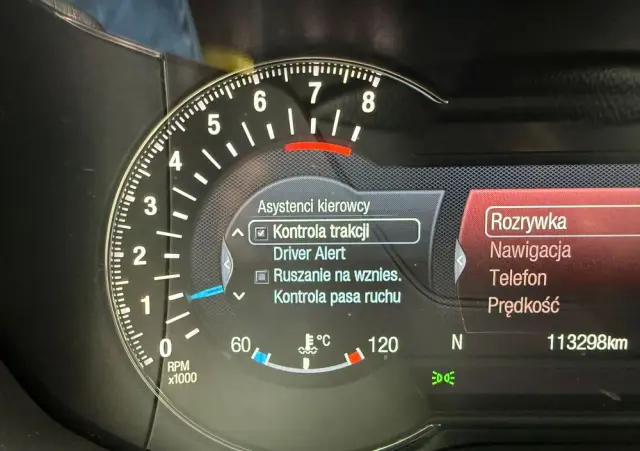 8
7
6
5
4
3
2
1
0
RPM
x1000
Asystenci kierowcy
Kontrola trakcji
Driver Alert
Ruszanie na wznies.
Kontrola pasa ruchu
60 °C 120
Rozrywka
Nawigacja
Telefon
Prędkość
N 113298km